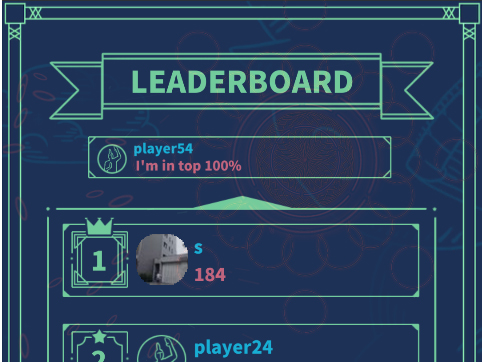 LEADERBOARD
player54
I'm in top 100%
1
s
184
2
player24